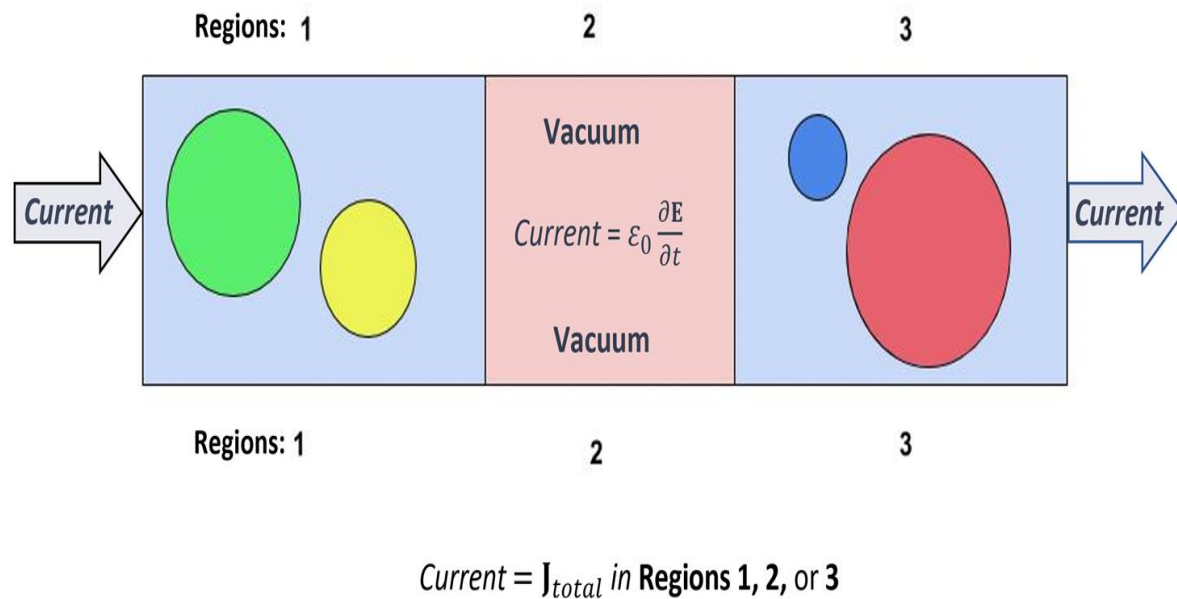 Regions: 1 2 3
Vacuum
Current
Current = ε₀ ∂E/∂t
Current
Vacuum
Regions: 1 2 3
Current = J_total in Regions 1, 2, or 3